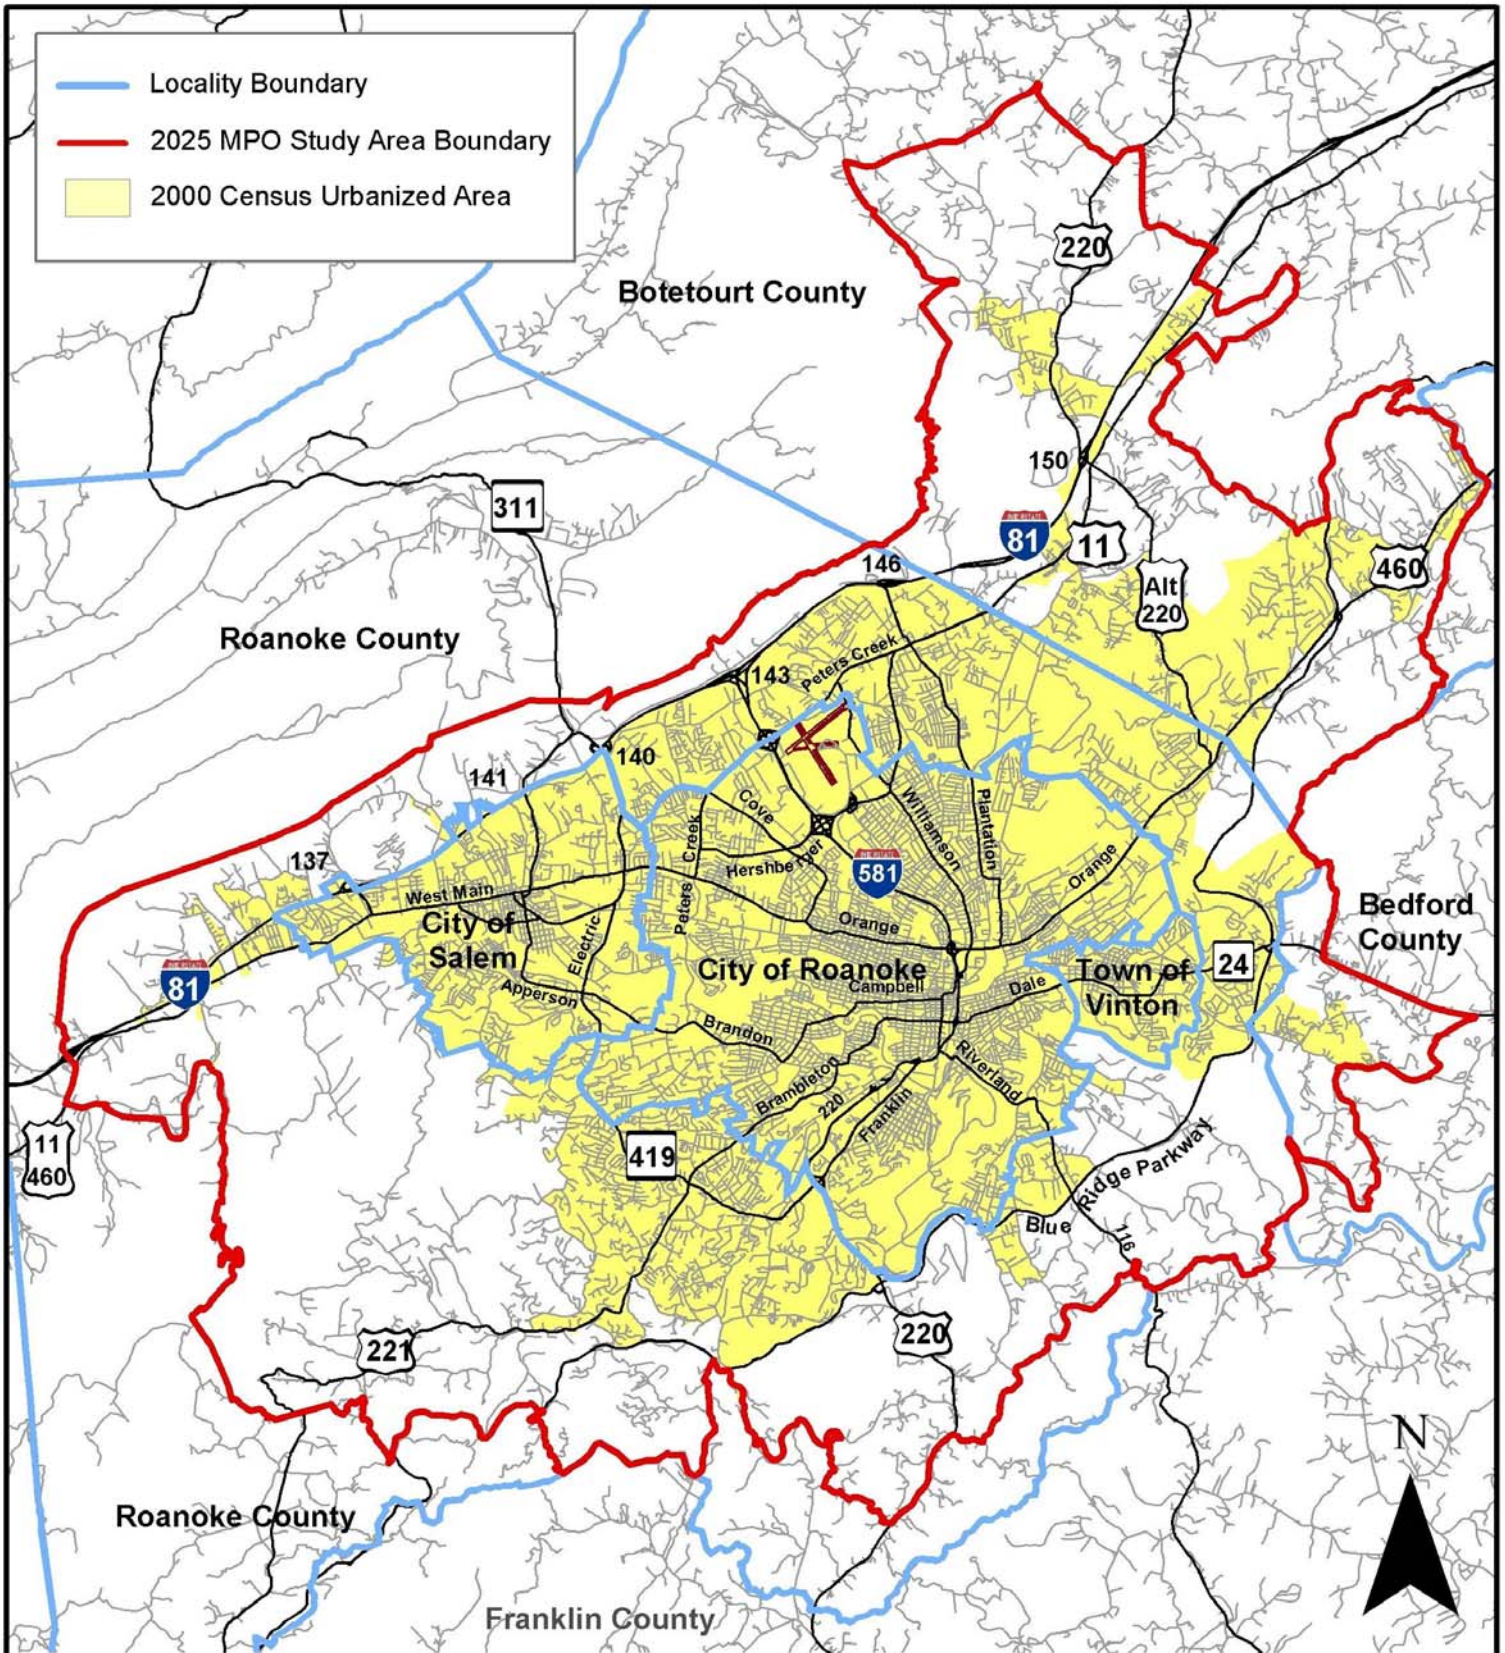 Locality Boundary
2025 MPO Study Area Boundary
2000 Census Urbanized Area
220
Botetourt County
150
311
81
11
460
146
Alt
220
Roanoke County
Peters Creek
143
140
141
Cove
Williamson
Plantation
Peters Creek
Hershberger
581
Orange
137
West Main
City of
Salem
Electric
Orange
Bedford
County
81
City of Roanoke
Campbell
Dale
Town of
Vinton
24
Apperson
Brandon
Riverland
Brambleton
220
Franklin
11
460
419
Blue Ridge Parkway
116
221
220
N
Roanoke County
Franklin County